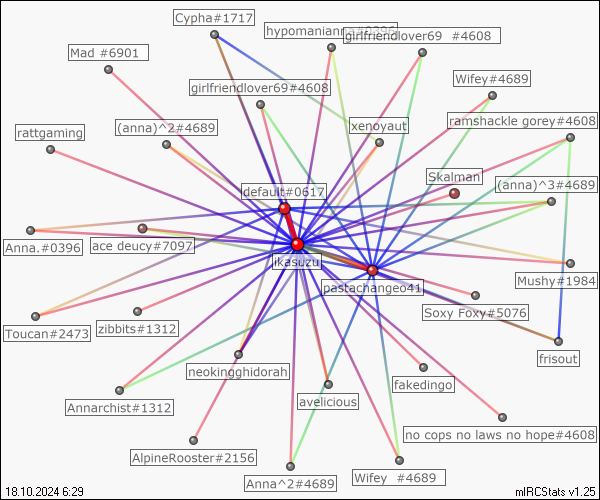 Cypha#1717
hypomanianna#0396
girlfriendlover69 #4608
Mad #6901
Wifey#4689
girlfriendlover69#4608
ramshackle gorey#4608
rattgaming
(anna)^2#4689
xenoyaut
Skalman
(anna)^3#4689
default#0617
Anna.#0396
ace deucy#7097
jikasuzu
pastachangeo41
Mushy#1984
Soxy Foxy#5076
Toucan#2473
zibbits#1312
frisout
neokingghidorah
fakedingo
avelicious
Annarchist#1312
no cops no laws no hope#4608
AlpineRooster#2156
Anna^2#4689
Wifey #4689
18.10.2024 6:29
mIRCStats v1.25